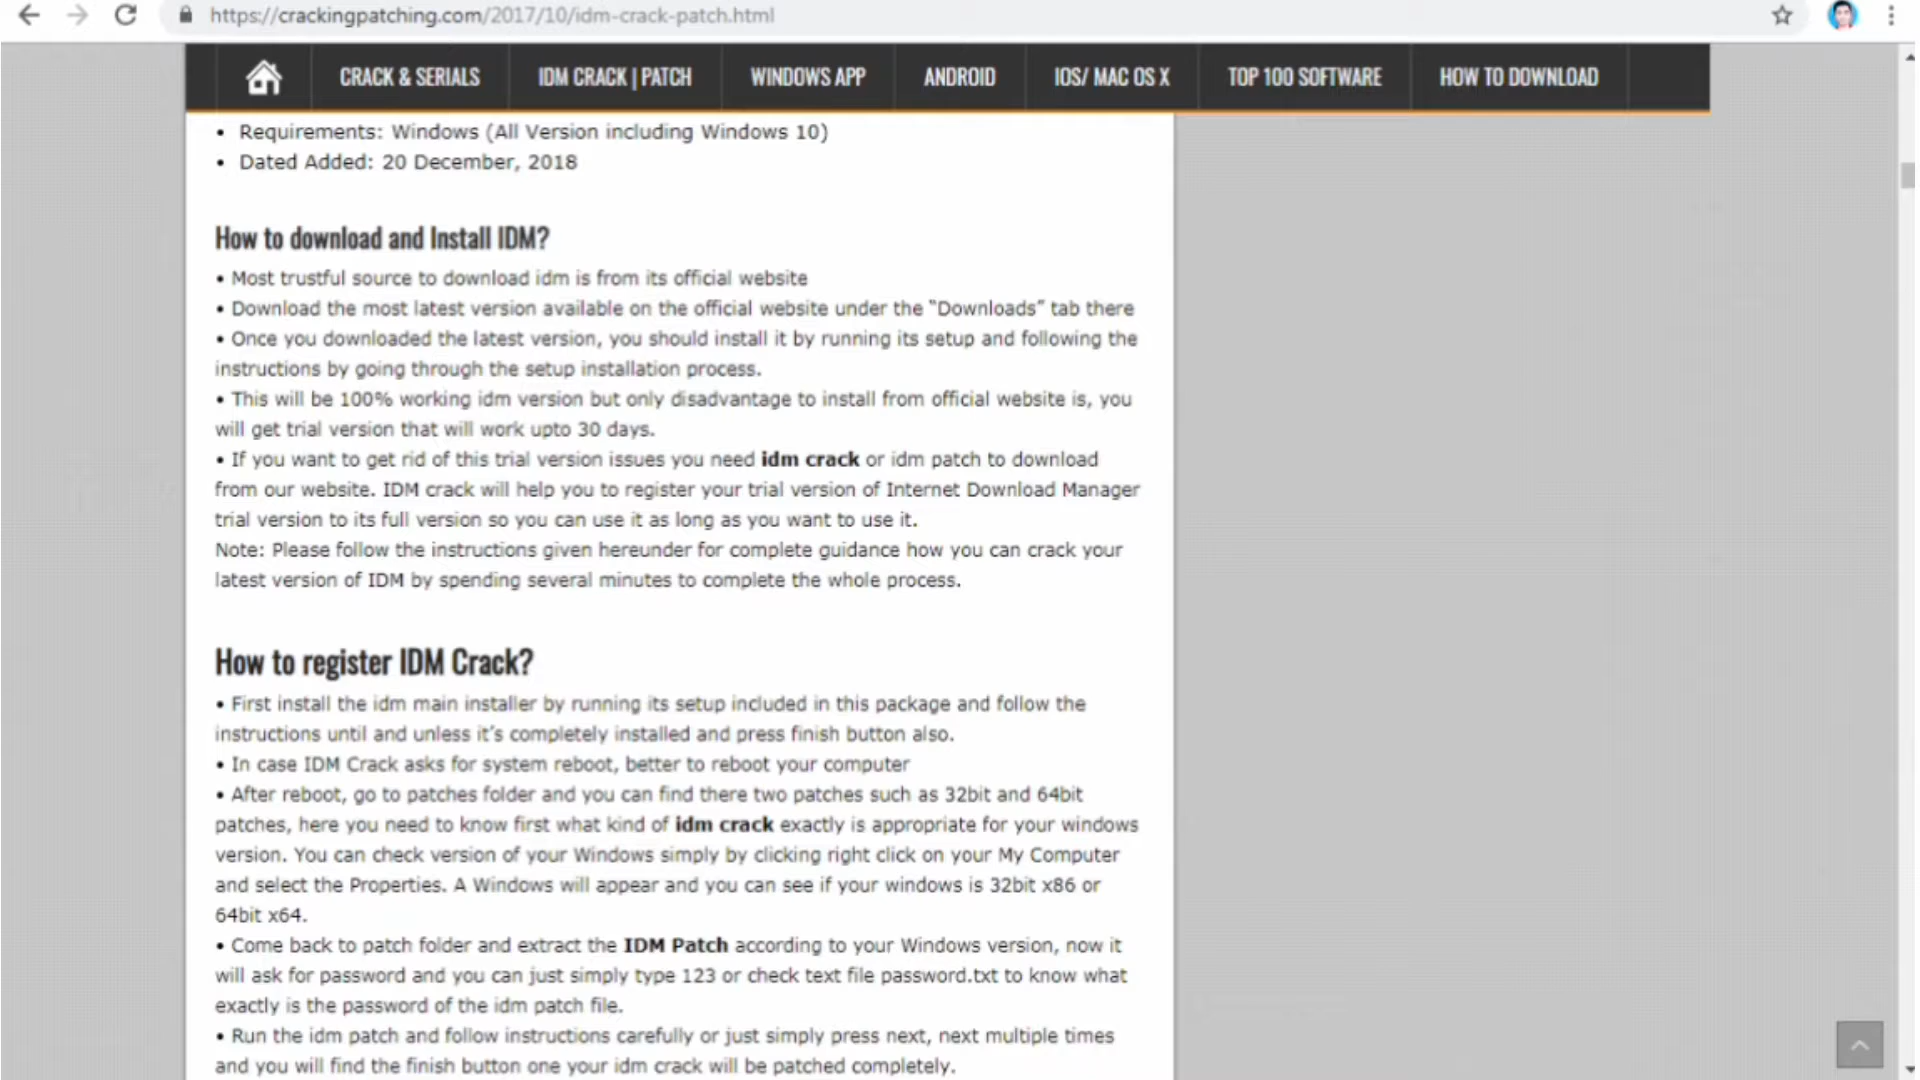 https://crackingpatching.com/2017/10/idm-crack-patch.html
CRACK & SERIALS IDM CRACK | PATCH WINDOWS APP ANDROID IOS/ MAC OS X TOP 100 SOFTWARE HOW TO DOWNLOAD
• Requirements: Windows (All Version including Windows 10)
• Dated Added: 20 December, 2018
How to download and Install IDM?
• Most trustful source to download idm is from its official website
• Download the most latest version available on the official website under the “Downloads” tab there
• Once you downloaded the latest version, you should install it by running its setup and following the
instructions by going through the setup installation process.
• This will be 100% working idm version but only disadvantage to install from official website is, you
will get trial version that will work upto 30 days.
• If you want to get rid of this trial version issues you need idm crack or idm patch to download
from our website. IDM crack will help you to register your trial version of Internet Download Manager
trial version to its full version so you can use it as long as you want to use it.
Note: Please follow the instructions given hereunder for complete guidance how you can crack your
latest version of IDM by spending several minutes to complete the whole process.
How to register IDM Crack?
• First install the idm main installer by running its setup included in this package and follow the
instructions until and unless it’s completely installed and press finish button also.
• In case IDM Crack asks for system reboot, better to reboot your computer
• After reboot, go to patches folder and you can find there two patches such as 32bit and 64bit
patches, here you need to know first what kind of idm crack exactly is appropriate for your windows
version. You can check version of your Windows simply by clicking right click on your My Computer
and select the Properties. A Windows will appear and you can see if your windows is 32bit x86 or
64bit x64.
• Come back to patch folder and extract the IDM Patch according to your Windows version, now it
will ask for password and you can just simply type 123 or check text file password.txt to know what
exactly is the password of the idm patch file.
• Run the idm patch and follow instructions carefully or just simply press next, next multiple times
and you will find the finish button one your idm crack will be patched completely.